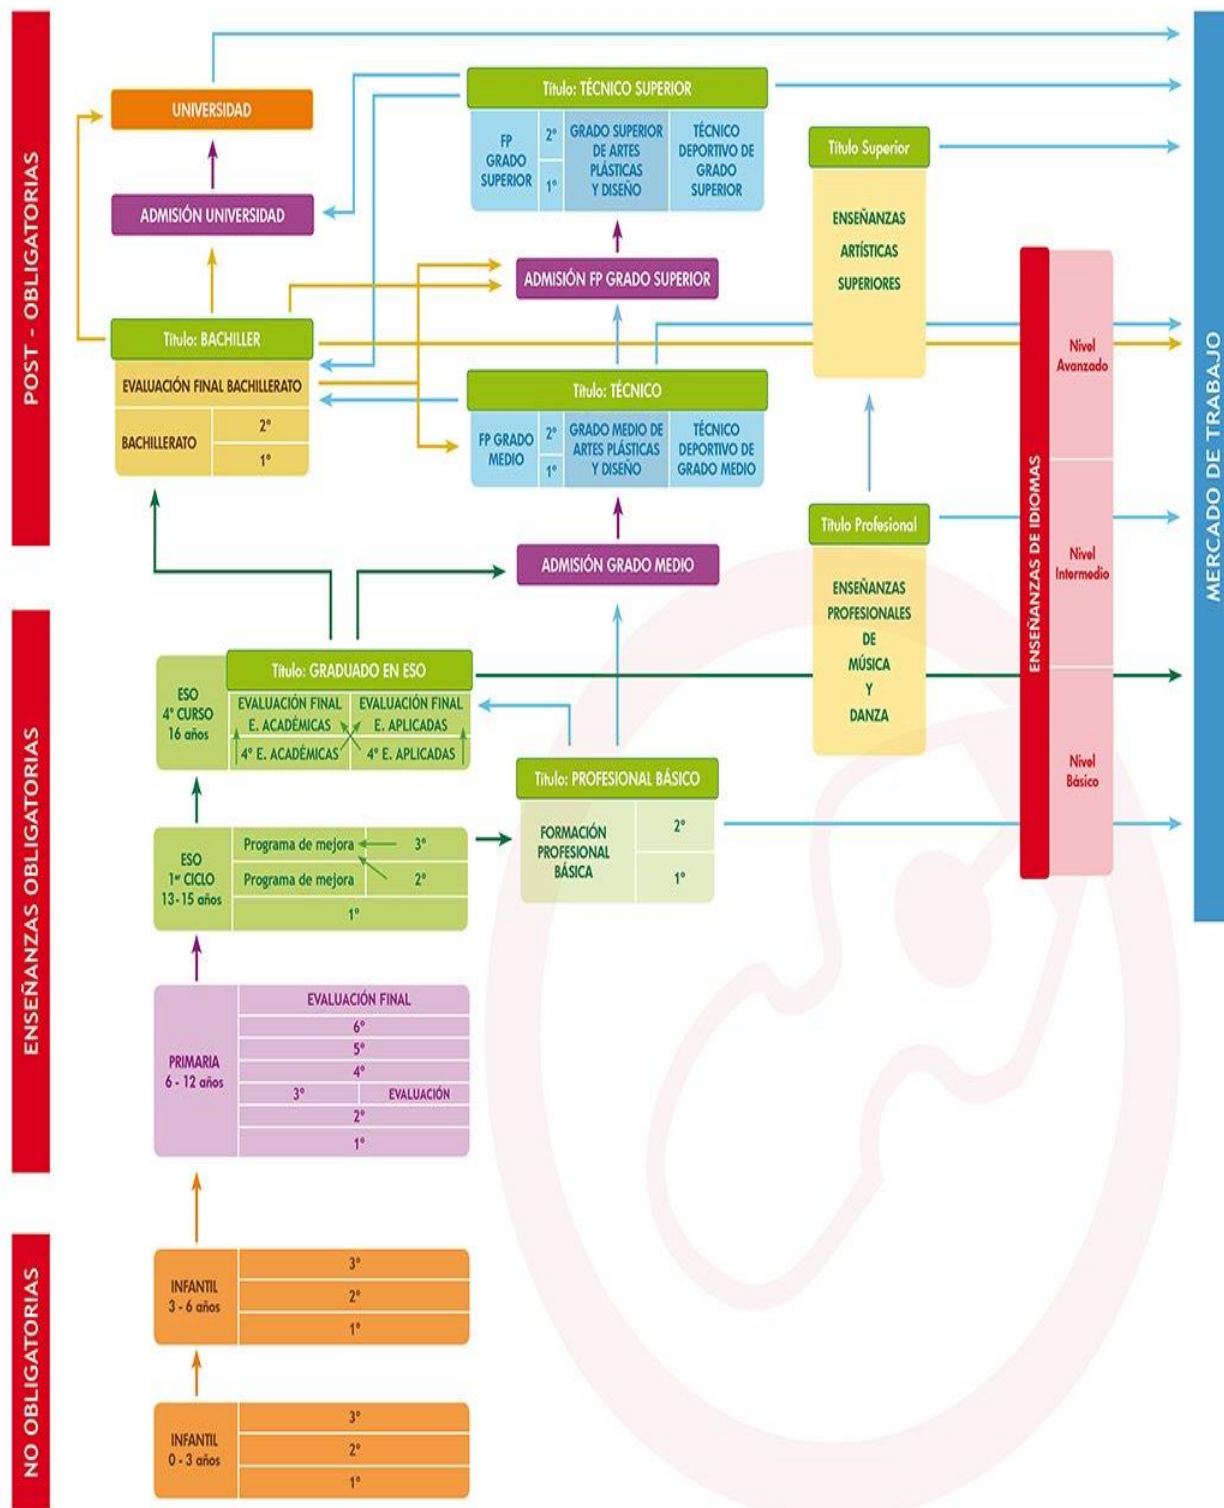 POST - OBLIGATORIAS
UNIVERSIDAD
ADMISIÓN UNIVERSIDAD
Título: BACHILLER
EVALUACIÓN FINAL BACHILLERATO
BACHILLERATO
2º
1º
Título: TÉCNICO SUPERIOR
FP
GRADO
SUPERIOR
2º
1º
GRADO SUPERIOR
DE ARTES
PLÁSTICAS
Y DISEÑO
TÉCNICO
DEPORTIVO DE
GRADO
SUPERIOR
ADMISIÓN FP GRADO SUPERIOR
Título: TÉCNICO
FP GRADO
MEDIO
2º
1º
GRADO MEDIO DE
ARTES PLÁSTICAS
Y DISEÑO
TÉCNICO
DEPORTIVO DE
GRADO MEDIO
ADMISIÓN GRADO MEDIO
Título Superior
ENSEÑANZAS
ARTÍSTICAS
SUPERIORES
Título Profesional
ENSEÑANZAS
PROFESIONALES
DE
MÚSICA
Y
DANZA
ENSEÑANZAS DE IDIOMAS
Nivel
Avanzado
Nivel
Intermedio
Nivel
Básico
MERCADO DE TRABAJO
ENSEÑANZAS OBLIGATORIAS
ESO
4º CURSO
16 años
Título: GRADUADO EN ESO
EVALUACIÓN FINAL
E. ACADÉMICAS
EVALUACIÓN FINAL
E. APLICADAS
4º E. ACADÉMICAS
4º E. APLICADAS
ESO
1er CICLO
13-15 años
Programa de mejora
3º
Programa de mejora
2º
1º
Título: PROFESIONAL BÁSICO
FORMACIÓN
PROFESIONAL
BÁSICA
2º
1º
PRIMARIA
6 - 12 años
EVALUACIÓN FINAL
6º
5º
4º
3º
EVALUACIÓN
2º
1º
NO OBLIGATORIAS
INFANTIL
3 - 6 años
3º
2º
1º
INFANTIL
0 - 3 años
3º
2º
1º